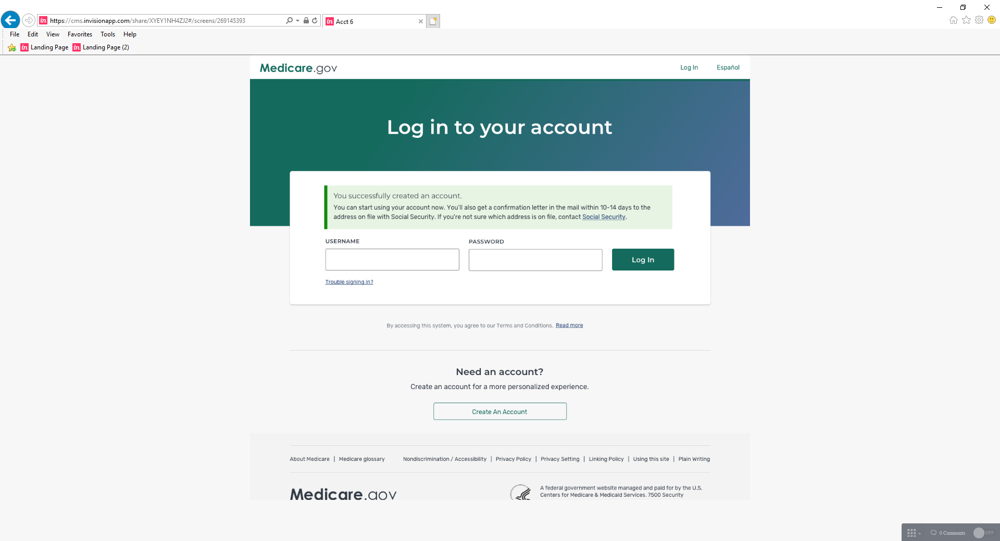 https://cms.invisionapp.com/share/XYEY1NH4ZJ2#/screens/269145393
in Acct 6
File Edit View Favorites Tools Help
in Landing Page in Landing Page (2)
Medicare.gov Log In Español
Log in to your account
You successfully created an account.
You can start using your account now. You'll also get a confirmation letter in the mail within 10-14 days to the
address on file with Social Security. If you're not sure which address is on file, contact Social Security.
USERNAME PASSWORD
Log In
Trouble signing in?
By accessing this system, you agree to our Terms and Conditions. Read more
Need an account?
Create an account for a more personalized experience.
Create An Account
About Medicare | Medicare glossary Nondiscrimination / Accessibility | Privacy Policy | Privacy Setting | Linking Policy | Using this site | Plain Writing
Medicare.gov
A federal government website managed and paid for by the U.S.
Centers for Medicare & Medicaid Services. 7500 Security
0 Comments OFF